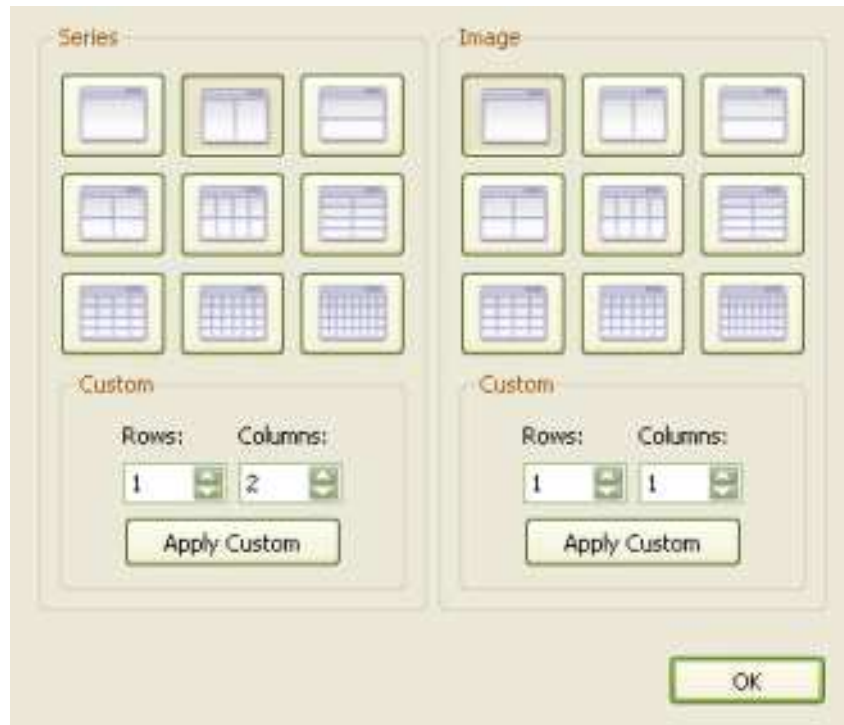 Series
Image
Custom
Rows: Columns:
1 2
Apply Custom
Custom
Rows: Columns:
1 1
Apply Custom
OK